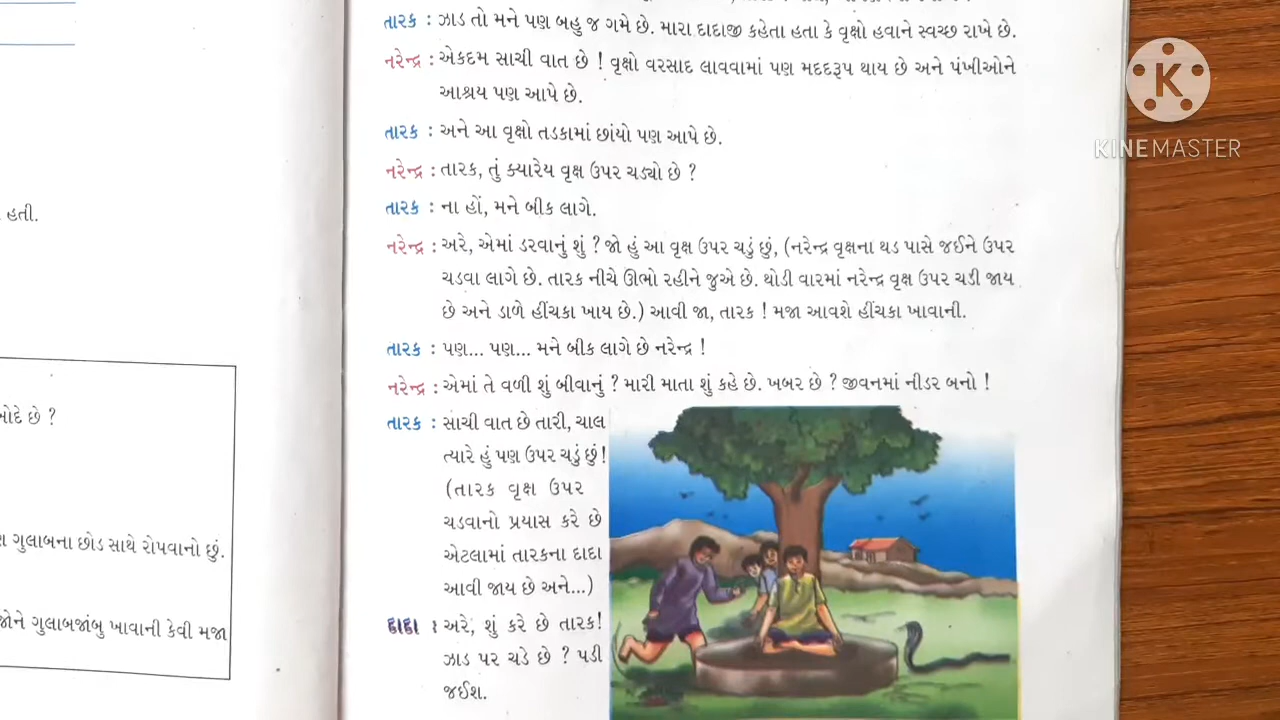 હતી.
છે ?
ગુલાબના છોડ સાથે રોપવાનો છું.
ગુલાબજાંબુ ખાવાની કેવી મજા
તારક : ઝાડ તો મને પણ બહુ જ ગમે છે. મારા દાદાજી કહેતા હતા કે વૃક્ષો હવાને સ્વચ્છ રાખે છે.
નરેન્દ્ર : એકદમ સાચી વાત છે ! વૃક્ષો વરસાદ લાવવામાં પણ મદદરૂપ થાય છે અને પંખીઓને
આશ્રય પણ આપે છે.
તારક : અને આ વૃક્ષો તડકામાં છાંયો પણ આપે છે.
નરેન્દ્ર : તારક, તું ક્યારેય વૃક્ષ ઉપર ચડ્યો છે ?
તારક : ના હોં, મને બીક લાગે.
નરેન્દ્ર : અરે, એમાં ડરવાનું શું ? જો હું આ વૃક્ષ ઉપર ચડું છું, (નરેન્દ્ર વૃક્ષના થડ પાસે જઈને ઉપર
ચડવા લાગે છે. તારક નીચે ઊભો રહીને જુએ છે. થોડી વારમાં નરેન્દ્ર વૃક્ષ ઉપર ચડી જાય
છે અને ડાળે હીંચકા ખાય છે.) આવી જા, તારક ! મજા આવશે હીંચકા ખાવાની.
તારક : પણ... પણ... મને બીક લાગે છે નરેન્દ્ર !
નરેન્દ્ર : એમાં તે વળી શું બીવાનું ? મારી માતા શું કહે છે. ખબર છે ? જીવનમાં નીડર બનો !
તારક : સાચી વાત છે તારી, ચાલ
ત્યારે હું પણ ઉપર ચડું છું!
(તારક વૃક્ષ ઉપર
ચડવાનો પ્રયાસ કરે છે
એટલામાં તારકના દાદા
આવી જાય છે અને...)
દાદા : અરે, શું કરે છે તારક!
ઝાડ પર ચડે છે ? પડી
જઈશ.
K
KINEMASTER